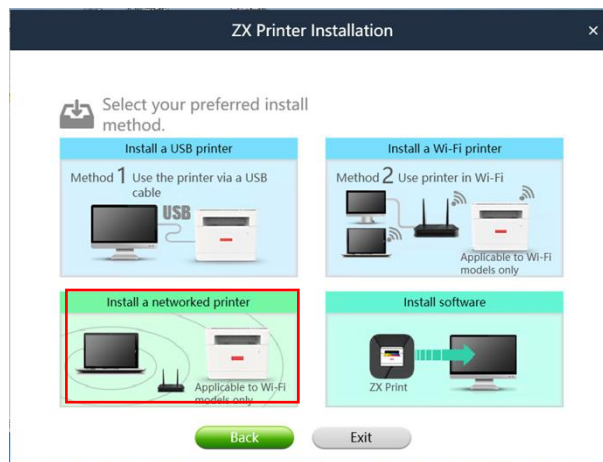 ZX Printer Installation
×
Select your preferred install
method.
Install a USB printer
Method 1 Use the printer via a USB
cable
USB
Install a Wi-Fi printer
Method 2 Use printer in Wi-Fi
Applicable to Wi-Fi
models only
Install a networked printer
Applicable to Wi-Fi
models only
Install software
ZX Print
Back
Exit